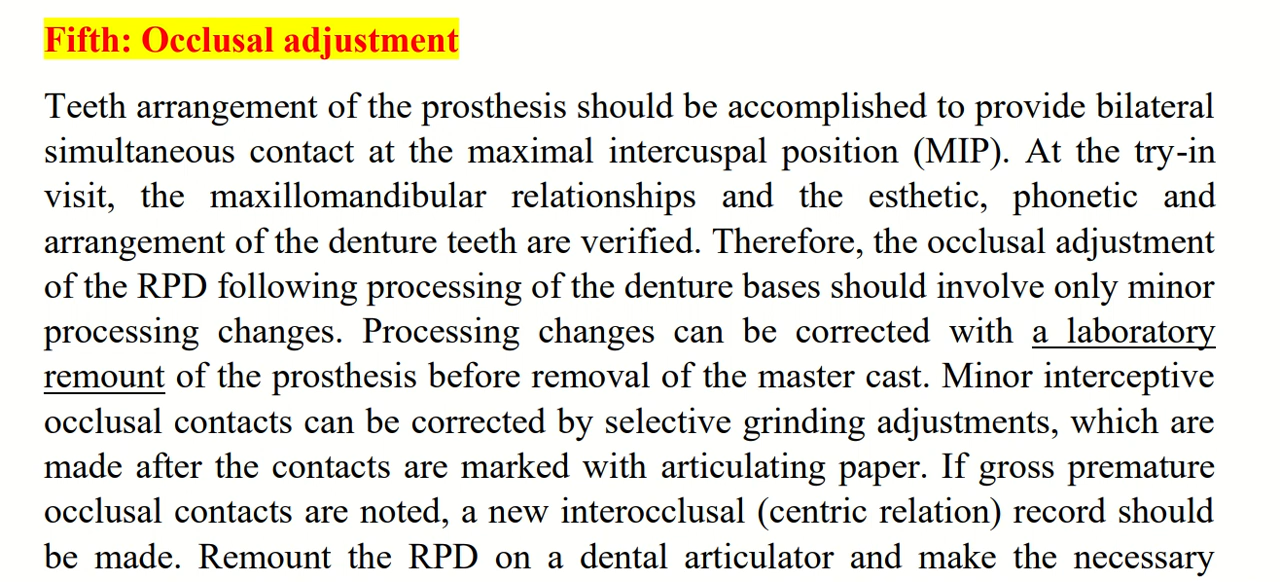 Fifth: Occlusal adjustment
Teeth arrangement of the prosthesis should be accomplished to provide bilateral
simultaneous contact at the maximal intercuspal position (MIP). At the try-in
visit, the maxillomandibular relationships and the esthetic, phonetic and
arrangement of the denture teeth are verified. Therefore, the occlusal adjustment
of the RPD following processing of the denture bases should involve only minor
processing changes. Processing changes can be corrected with a laboratory
remount of the prosthesis before removal of the master cast. Minor interceptive
occlusal contacts can be corrected by selective grinding adjustments, which are
made after the contacts are marked with articulating paper. If gross premature
occlusal contacts are noted, a new interocclusal (centric relation) record should
be made. Remount the RPD on a dental articulator and make the necessary